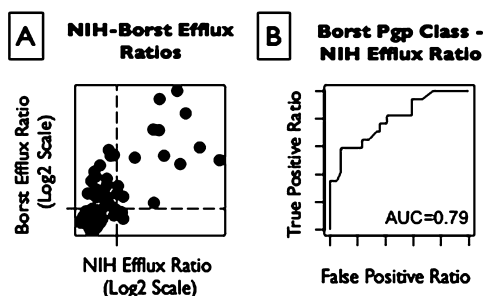 A
NIH-Borst Efflux
Ratios
Borst Efflux Ratio
(Log2 Scale)
NIH Efflux Ratio
(Log2 Scale)
B
Borst Pgp Class -
NIH Efflux Ratio
True Positive Ratio
AUC=0.79
False Positive Ratio